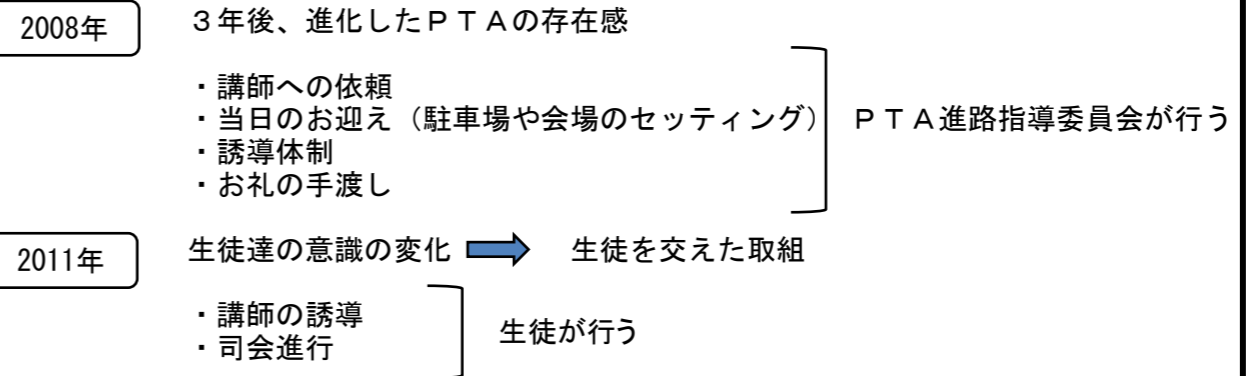 2008年
３年後、進化したＰＴＡの存在感
・講師への依頼
・当日のお迎え（駐車場や会場のセッティング）
・誘導体制
・お礼の手渡し
ＰＴＡ進路指導委員会が行う
2011年
生徒達の意識の変化
生徒を交えた取組
・講師の誘導
・司会進行
生徒が行う